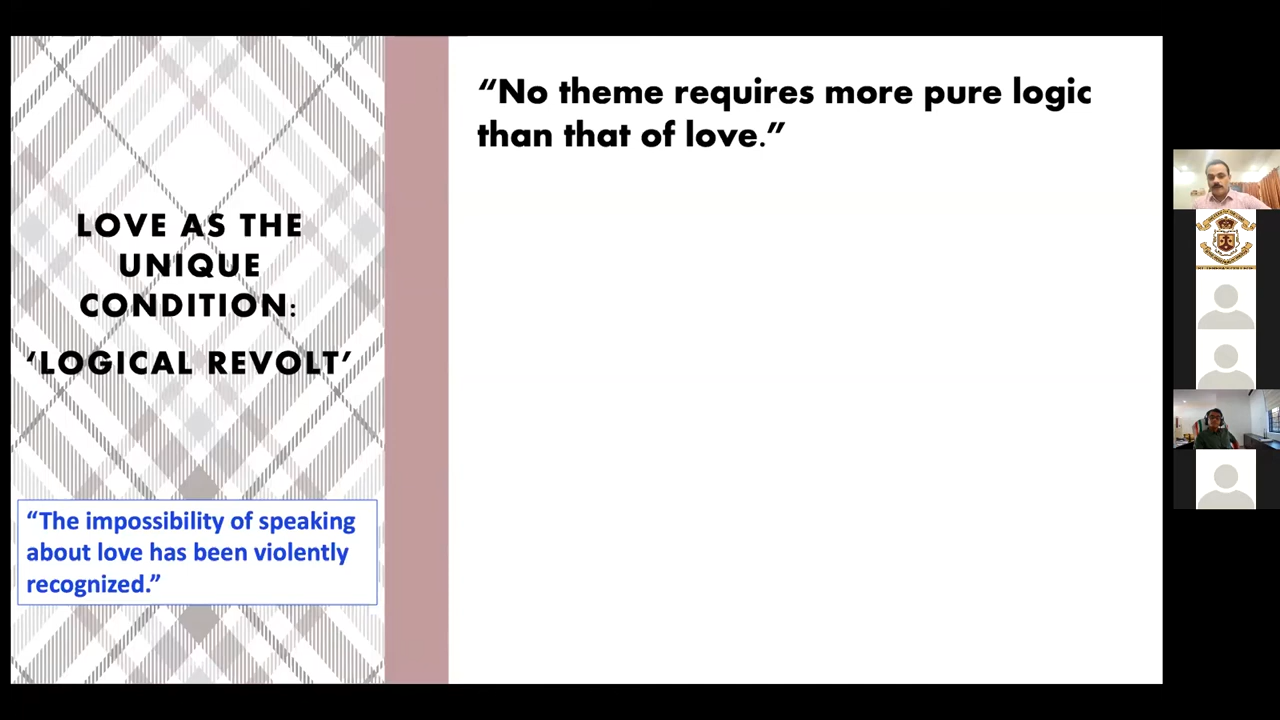 LOVE AS THE
UNIQUE
CONDITION:
‘LOGICAL REVOLT’
“The impossibility of speaking
about love has been violently
recognized.”
“No theme requires more pure logic
than that of love.”